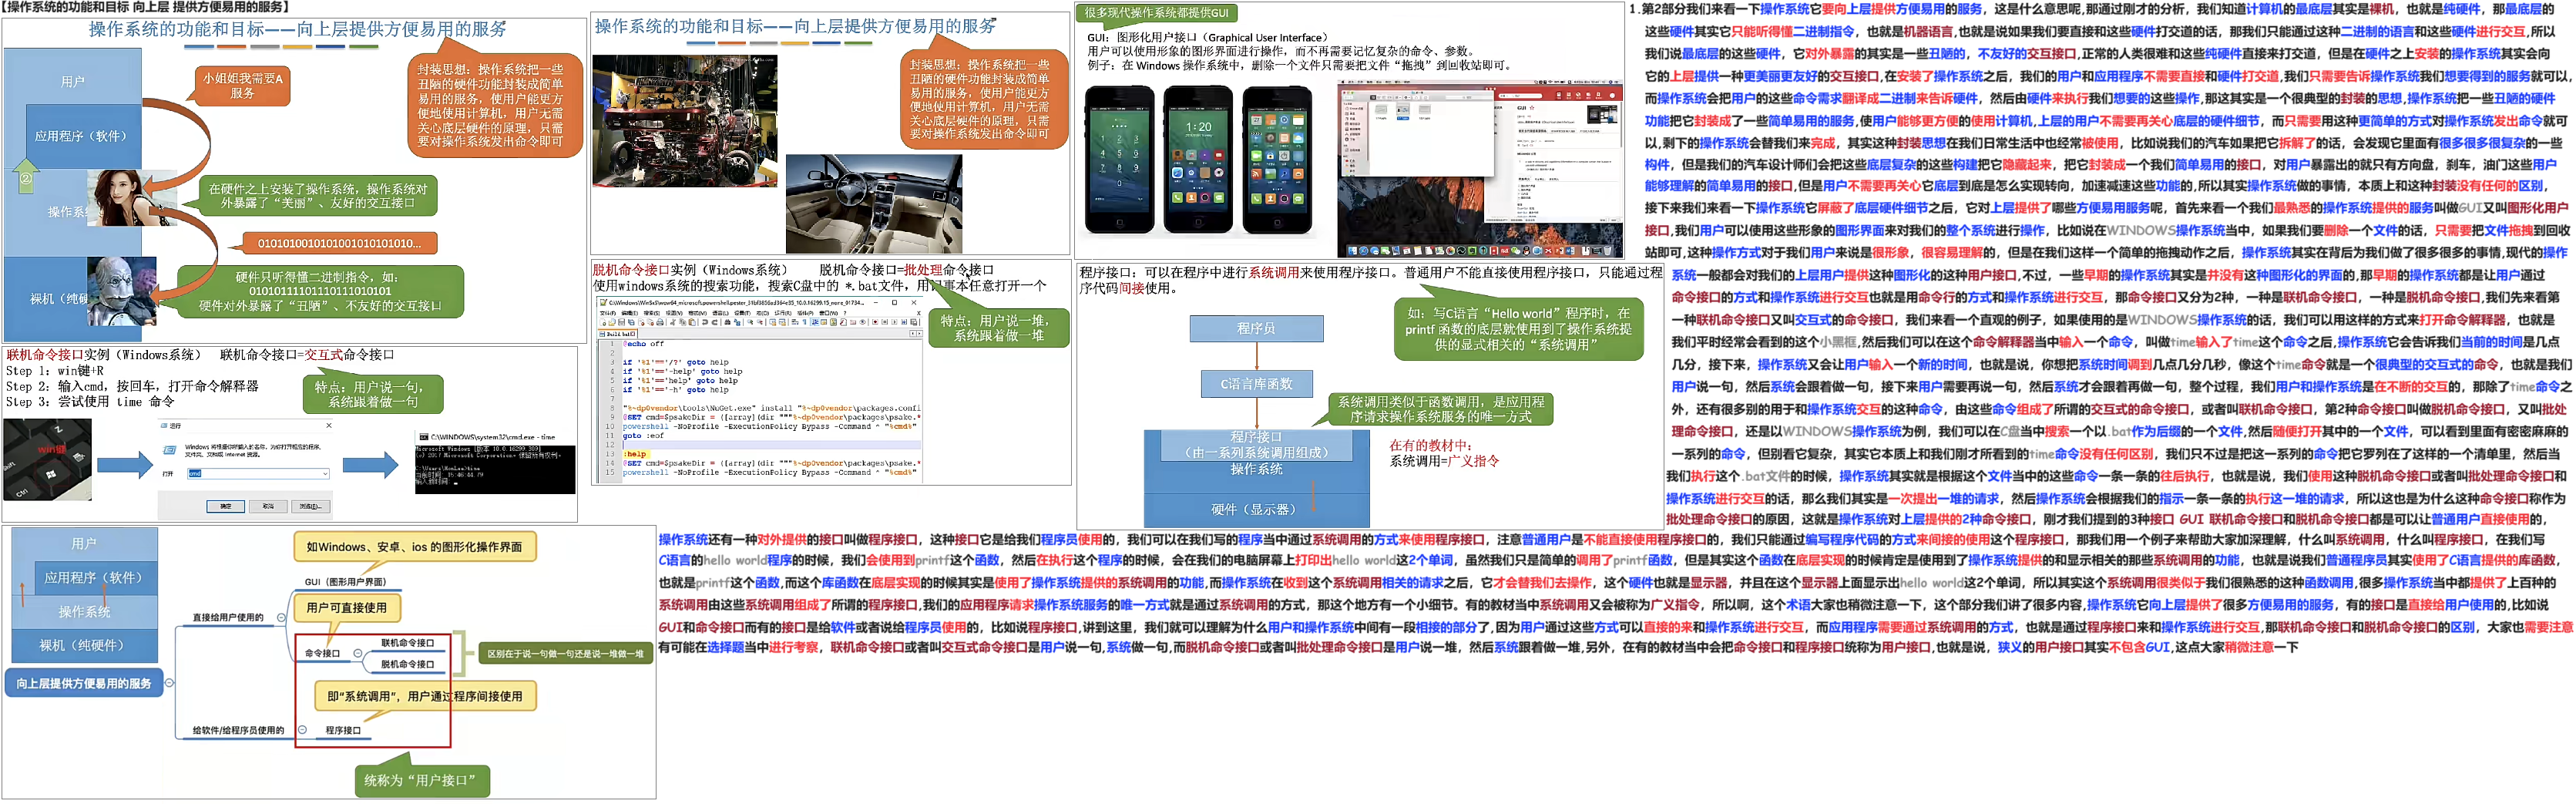 【操作系统的功能和目标 向上层 提供方便易用的服务】
操作系统的功能和目标——向上层提供方便易用的服务
用户
应用程序（软件）
②
裸机（纯硬
小姐姐我需要A
服务
封装思想：操作系统把一些
丑陋的硬件功能封装成简单
易用的服务，使用户能更方
便地使用计算机，用户无需
关心底层硬件的原理，只需
要对操作系统发出命令即可
在硬件之上安装了操作系统，操作系统对
外暴露了“美丽”、友好的交互接口
硬件只听得懂二进制指令，如：
硬件对外暴露了“丑陋”、不友好的交互接口
联机命令接口实例（Windows系统） 联机命令接口=交互式命令接口
Step 1：win键+R
Step 2：输入cmd，按回车，打开命令解释器
Step 3：尝试使用 time 命令
特点：用户说一句，
系统跟着做一句
win键
运行
打开
cmd
确定 取消
C:\WINDOWS\system32\cmd.exe - time
操作系统的功能和目标——向上层提供方便易用的服务
封装思想：操作系统把一些
丑陋的硬件功能封装成简单
易用的服务，使用户能更方
便地使用计算机，用户无需
关心底层硬件的原理，只需
要对操作系统发出命令即可
脱机命令接口实例（Windows系统） 脱机命令接口=批处理命令接口
使用windows系统的搜索功能，搜索C盘中的 *.bat文件，用记事本任意打开一个
特点：用户说一堆，
系统跟着做一堆
1 @echo off
3 if '%1'=='/?' goto help
4 if '%1'=='-help' goto help
5 if '%1'=='help' goto help
6 if '%1'=='-h' goto help
8 "%~dp0vendor\tools\NuGet.exe" install "%~dp0vendor\packages.confi
11 goto :eof
13 :help
很多现代操作系统都提供GUI
GUI：图形化用户接口（Graphical User Interface）
用户可以使用形象的图形界面进行操作，而不再需要记忆复杂的命令、参数。
例子：在 Windows 操作系统中，删除一个文件只需要把文件“拖拽”到回收站即可。
1:20
程序接口：可以在程序中进行系统调用来使用程序接口。普通用户不能直接使用程序接口，只能通过程
序代码间接使用。
如：写C语言“Hello world”程序时，在
printf 函数的底层就使用到了操作系统提
供的显式相关的“系统调用”
程序员
C语言库函数
系统调用类似于函数调用，是应用程
序请求操作系统服务的唯一方式
程序接口
（由一系列系统调用组成）
操作系统
硬件（显示器）
在有的教材中：
系统调用=广义指令
1.第2部分我们来看一下操作系统它要向上层提供方便易用的服务，这是什么意思呢,那通过刚才的分析，我们知道计算机的最底层其实是裸机，也就是纯硬件，那最底层的
这些硬件其实它只能听得懂二进制指令，也就是机器语言,也就是说如果我们要直接和这些硬件打交道的话，那我们只能通过这种二进制的语言和这些硬件进行交互,所以
我们说最底层的这些硬件，它对外暴露的其实是一些丑陋的，不友好的交互接口,正常的人类很难和这些纯硬件直接来打交道，但是在硬件之上安装的操作系统其实会向
它的上层提供一种更美丽更友好的交互接口,在安装了操作系统之后，我们的用户和应用程序不需要直接和硬件打交道,我们只需要告诉操作系统我们想要得到的服务就可以，
而操作系统会把用户的这些命令需求翻译成二进制来告诉硬件，然后由硬件来执行我们想要的这些操作,那这其实是一个很典型的封装的思想,操作系统把一些丑陋的硬件
功能把它封装成了一些简单易用的服务,使用户能够更方便的使用计算机,上层的用户不需要再关心底层的硬件细节，而只需要用这种更简单的方式对操作系统发出命令就可
以,剩下的操作系统会替我们来完成，其实这种封装思想在我们日常生活中也经常被使用，比如说我们的汽车如果把它拆解了的话，会发现它里面有很多很多很复杂的一些
构件，但是我们的汽车设计师们会把这些底层复杂的这些构建把它隐藏起来，把它封装成一个我们简单易用的接口，对用户暴露出的就只有方向盘，刹车，油门这些用户
能够理解的简单易用的接口,但是用户不需要再关心它底层到底是怎么实现转向，加速减速这些功能的,所以其实操作系统做的事情，本质上和这种封装没有任何的区别，
接下来我们来看一下操作系统它屏蔽了底层硬件细节之后，它对上层提供了哪些方便易用服务呢，首先来看一个我们最熟悉的操作系统提供的服务叫做GUI又叫图形化用户
接口,我们用户可以使用这些形象的图形界面来对我们的整个系统进行操作，比如说在WINDOWS操作系统当中，如果我们要删除一个文件的话，只需要把文件拖拽到回收
站即可,这种操作方式对于我们用户来说是很形象，很容易理解的，但是在我们这样一个简单的拖拽动作之后，操作系统其实在背后为我们做了很多很多的事情,现代的操作
系统一般都会对我们的上层用户提供这种图形化的这种用户接口,不过，一些早期的操作系统其实是并没有这种图形化的界面的,那早期的操作系统都是让用户通过
命令接口的方式和操作系统进行交互也就是用命令行的方式和操作系统进行交互，那命令接口又分为2种，一种是联机命令接口，一种是脱机命令接口,我们先来看第
一种联机命令接口又叫交互式的命令接口，我们来看一个直观的例子，如果使用的是WINDOWS操作系统的话，我们可以用这样的方式来打开命令解释器，也就是
我们平时经常会看到的这个小黑框,然后我们可以在这个命令解释器当中输入一个命令，叫做time输入了time这个命令之后,操作系统它会告诉我们当前的时间是几点
几分，接下来，操作系统又会让用户输入一个新的时间，也就是说，你想把系统时间调到几点几分几秒，像这个time命令就是一个很典型的交互式的命令，也就是我们
用户说一句，然后系统会跟着做一句，接下来用户需要再说一句，然后系统才会跟着再做一句，整个过程，我们用户和操作系统是在不断的交互的，那除了time命令之
外，还有很多别的用于和操作系统交互的这种命令，由这些命令组成了所谓的交互式的命令接口，或者叫联机命令接口，第2种命令接口叫做脱机命令接口，又叫批处
理命令接口，还是以WINDOWS操作系统为例，我们可以在C盘当中搜索一个以.bat作为后缀的一个文件,然后随便打开其中的一个文件，可以看到里面有密密麻麻的
一系列的命令，但别看它复杂，其实它本质上和我们刚才所看到的time命令没有任何区别，我们只不过是把这一系列的命令把它罗列在了这样的一个清单里，然后当
我们执行这个.bat文件的时候，操作系统其实就是根据这个文件当中的这些命令一条一条的往后执行，也就是说，我们使用这种脱机命令接口或者叫批处理命令接口和
操作系统进行交互的话，那么我们其实是一次提出一堆的请求，然后操作系统会根据我们的指示一条一条的执行这一堆的请求，所以这也是为什么这种命令接口称作为
批处理命令接口的原因，这就是操作系统对上层提供的2种命令接口，刚才我们提到的3种接口 GUI 联机命令接口和脱机命令接口都是可以让普通用户直接使用的，
操作系统还有一种对外提供的接口叫做程序接口，这种接口它是给我们程序员使用的，我们可以在我们写的程序当中通过系统调用的方式来使用程序接口，注意普通用户是不能直接使用程序接口的，我们只能通过编写程序代码的方式来间接的使用这个程序接口，那我们用一个例子来帮助大家加深理解，什么叫系统调用，什么叫程序接口，在我们写
C语言的hello world程序的时候，我们会使用到printf这个函数，然后在执行这个程序的时候，会在我们的电脑屏幕上打印出hello world这2个单词，虽然我们只是简单的调用了printf函数，但是其实这个函数在底层实现的时候肯定是使用到了操作系统提供的和显示相关的那些系统调用的功能，也就是说我们普通程序员其实使用了C语言提供的库函数，
也就是printf这个函数,而这个库函数在底层实现的时候其实是使用了操作系统提供的系统调用的功能,而操作系统在收到这个系统调用相关的请求之后，它才会替我们去操作，这个硬件也就是显示器，并且在这个显示器上面显示出hello world这2个单词，所以其实这个系统调用很类似于我们很熟悉的这种函数调用,很多操作系统当中都提供了上百种的
系统调用由这些系统调用组成了所谓的程序接口,我们的应用程序请求操作系统服务的唯一方式就是通过系统调用的方式，那这个地方有一个小细节。有的教材当中系统调用又会被称为广义指令，所以啊，这个术语大家也稍微注意一下，这个部分我们讲了很多内容,操作系统它向上层提供了很多方便易用的服务，有的接口是直接给用户使用的,比如说
GUI和命令接口而有的接口是给软件或者说给程序员使用的，比如说程序接口,讲到这里，我们就可以理解为什么用户和操作系统中间有一段相接的部分了,因为用户通过这些方式可以直接的来和操作系统进行交互，而应用程序需要通过系统调用的方式，也就是通过程序接口来和操作系统进行交互,那联机命令接口和脱机命令接口的区别，大家也需要注意
有可能在选择题当中进行考察，联机命令接口或者叫交互式命令接口是用户说一句,系统做一句,而脱机命令接口或者叫批处理命令接口是用户说一堆，然后系统跟着做一堆,另外，在有的教材当中会把命令接口和程序接口统称为用户接口,也就是说，狭义的用户接口其实不包含GUI,这点大家稍微注意一下
用户
应用程序（软件）
操作系统
裸机（纯硬件）
向上层提供方便易用的服务
直接给用户使用的
GUI（图形用户界面）
如Windows、安卓、ios 的图形化操作界面
用户可直接使用
命令接口
联机命令接口
脱机命令接口
区别在于说一句做一句还是说一堆做一堆
即“系统调用”，用户通过程序间接使用
给软件/给程序员使用的
程序接口
统称为“用户接口”